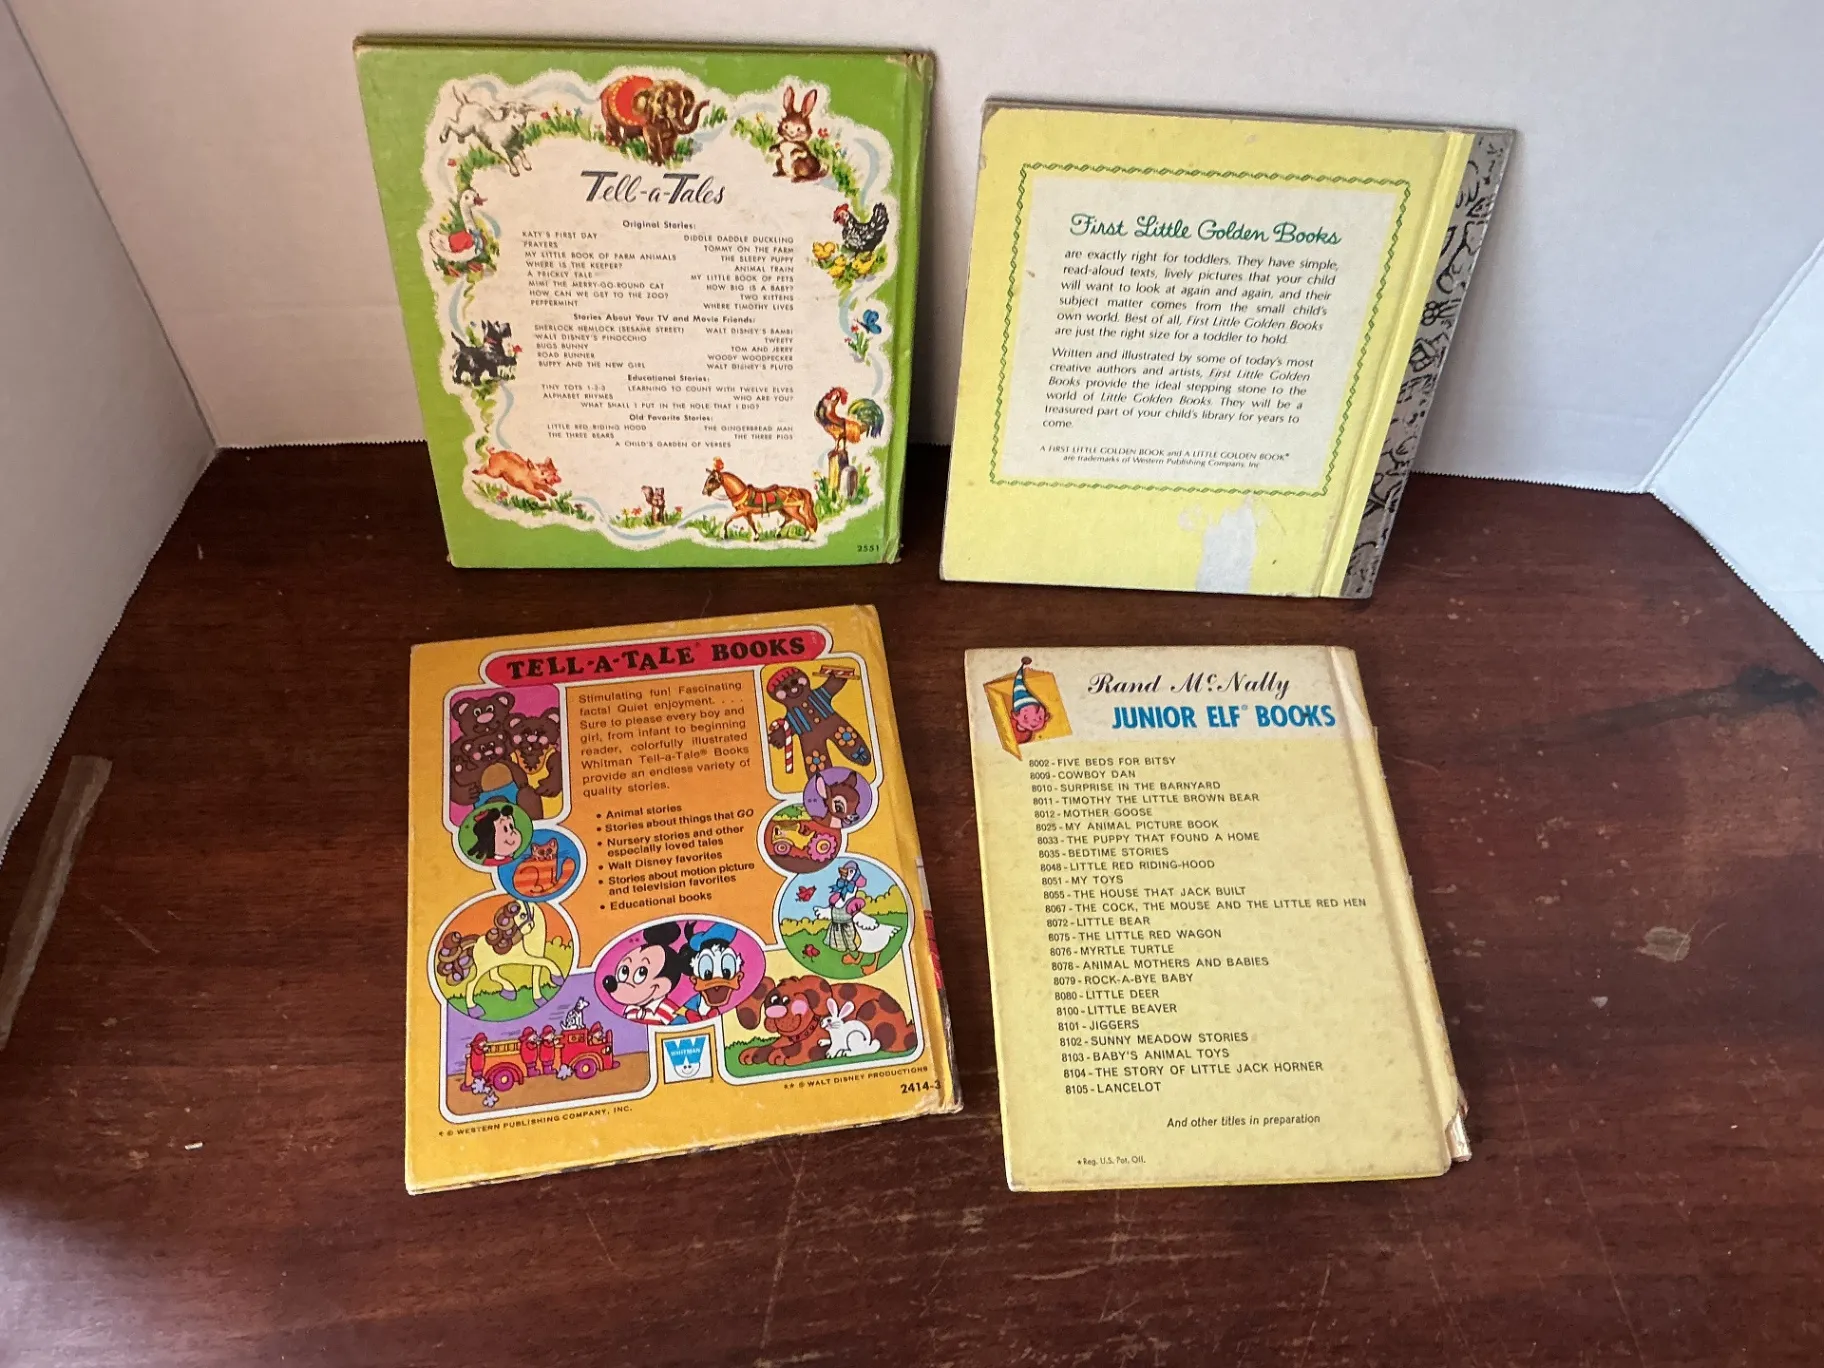 Tell-a-Tales
Original Stories:
KATY'S FIRST DAY
PRAYERS
MY LITTLE BOOK OF FARM ANIMALS
WHERE IS THE KEEPER?
A PRICKLY TALE
MIMI THE MERRY-GO-ROUND CAT
HOW CAN WE GET TO THE ZOO?
PEPPERMINT
DIDDLE DADDLE DUCKLING
TOMMY ON THE FARM
THE SLEEPY PUPPY
ANIMAL TRAIN
MY LITTLE BOOK OF PETS
HOW BIG IS A BABY?
TWO KITTENS
WHERE TIMOTHY LIVES
Stories About Your TV and Movie Friends:
SHERLOCK HEMLOCK (SESAME STREET)
WALT DISNEY'S PINOCCHIO
BUGS BUNNY
ROAD RUNNER
BUFFY AND THE NEW GIRL
WALT DISNEY'S BAMBI
TWEETY
TOM AND JERRY
WOODY WOODPECKER
WALT DISNEY'S PLUTO
Educational Stories:
TINY TOTS 1-2-3 LEARNING TO COUNT WITH TWELVE ELVES
ALPHABET RHYMES WHO ARE YOU?
WHAT SHALL I PUT IN THE HOLE THAT I DIG?
Old Favorite Stories:
LITTLE RED RIDING HOOD THE GINGERBREAD MAN
THE THREE BEARS THE THREE PIGS
A CHILD'S GARDEN OF VERSES
2551
First Little Golden Books
are exactly right for toddlers. They have simple,
read-aloud texts, lively pictures that your child
will want to look at again and again, and their
subject matter comes from the small child's
own world. Best of all, First Little Golden Books
are just the right size for a toddler to hold.
Written and illustrated by some of today's most
creative authors and artists, First Little Golden
Books provide the ideal stepping stone to the
world of Little Golden Books. They will be a
treasured part of your child's library for years to
come.
A FIRST LITTLE GOLDEN BOOK and A LITTLE GOLDEN BOOK®
are trademarks of Western Publishing Company, Inc.
TELL-A-TALE® BOOKS
Stimulating fun! Fascinating
facts! Quiet enjoyment. . . .
Sure to please every boy and
girl, from infant to beginning
reader, colorfully illustrated
Whitman Tell-a-Tale® Books
provide an endless variety of
quality stories.
• Animal stories
• Stories about things that GO
• Nursery stories and other
especially loved tales
• Walt Disney favorites
• Stories about motion picture
and television favorites
• Educational books
WHITMAN
* © WESTERN PUBLISHING COMPANY, INC.
** © WALT DISNEY PRODUCTIONS
2414-3
Rand McNally
JUNIOR ELF® BOOKS
8002 - FIVE BEDS FOR BITSY
8009 - COWBOY DAN
8010 - SURPRISE IN THE BARNYARD
8011 - TIMOTHY THE LITTLE BROWN BEAR
8012 - MOTHER GOOSE
8025 - MY ANIMAL PICTURE BOOK
8033 - THE PUPPY THAT FOUND A HOME
8035 - BEDTIME STORIES
8048 - LITTLE RED RIDING-HOOD
8051 - MY TOYS
8055 - THE HOUSE THAT JACK BUILT
8067 - THE COCK, THE MOUSE AND THE LITTLE RED HEN
8072 - LITTLE BEAR
8075 - THE LITTLE RED WAGON
8076 - MYRTLE TURTLE
8078 - ANIMAL MOTHERS AND BABIES
8079 - ROCK-A-BYE BABY
8080 - LITTLE DEER
8100 - LITTLE BEAVER
8101 - JIGGERS
8102 - SUNNY MEADOW STORIES
8103 - BABY'S ANIMAL TOYS
8104 - THE STORY OF LITTLE JACK HORNER
8105 - LANCELOT
And other titles in preparation
* Reg. U.S. Pat. Off.